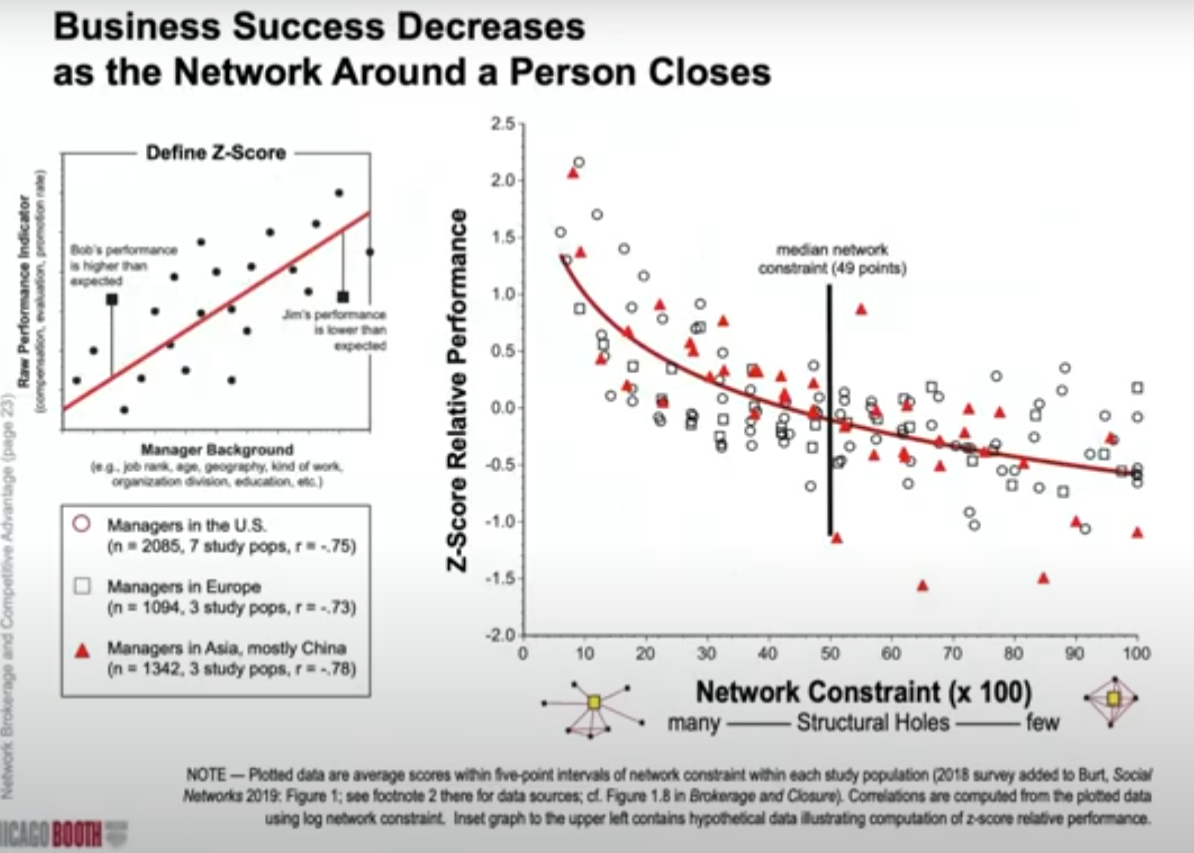 Business Success Decreases
as the Network Around a Person Closes
Define Z-Score
Raw Performance Indicator
(compensation, evaluation, promotion rate)
Bob's performance
is higher than
expected
Jim's performance
is lower than
expected
Manager Background
(e.g., job rank, age, geography, kind of work,
organization division, education, etc.)
Managers in the U.S.
(n = 2085, 7 study pops, r = -.75)
Managers in Europe
(n = 1094, 3 study pops, r = -.73)
Managers in Asia, mostly China
(n = 1342, 3 study pops, r = -.78)
Network Brokerage and Competitive Advantage (page 23)
Z-Score Relative Performance
2.5
2.0
1.5
1.0
0.5
0.0
-0.5
-1.0
-1.5
-2.0
median network
constraint (49 points)
0 10 20 30 40 50 60 70 80 90 100
Network Constraint (x 100)
many Structural Holes few
NOTE — Plotted data are average scores within five-point intervals of network constraint within each study population (2018 survey added to Burt, Social
Networks 2019: Figure 1; see footnote 2 there for data sources; cf. Figure 1.8 in Brokerage and Closure). Correlations are computed from the plotted data
using log network constraint. Inset graph to the upper left contains hypothetical data illustrating computation of z-score relative performance.
HICAGO BOOTH